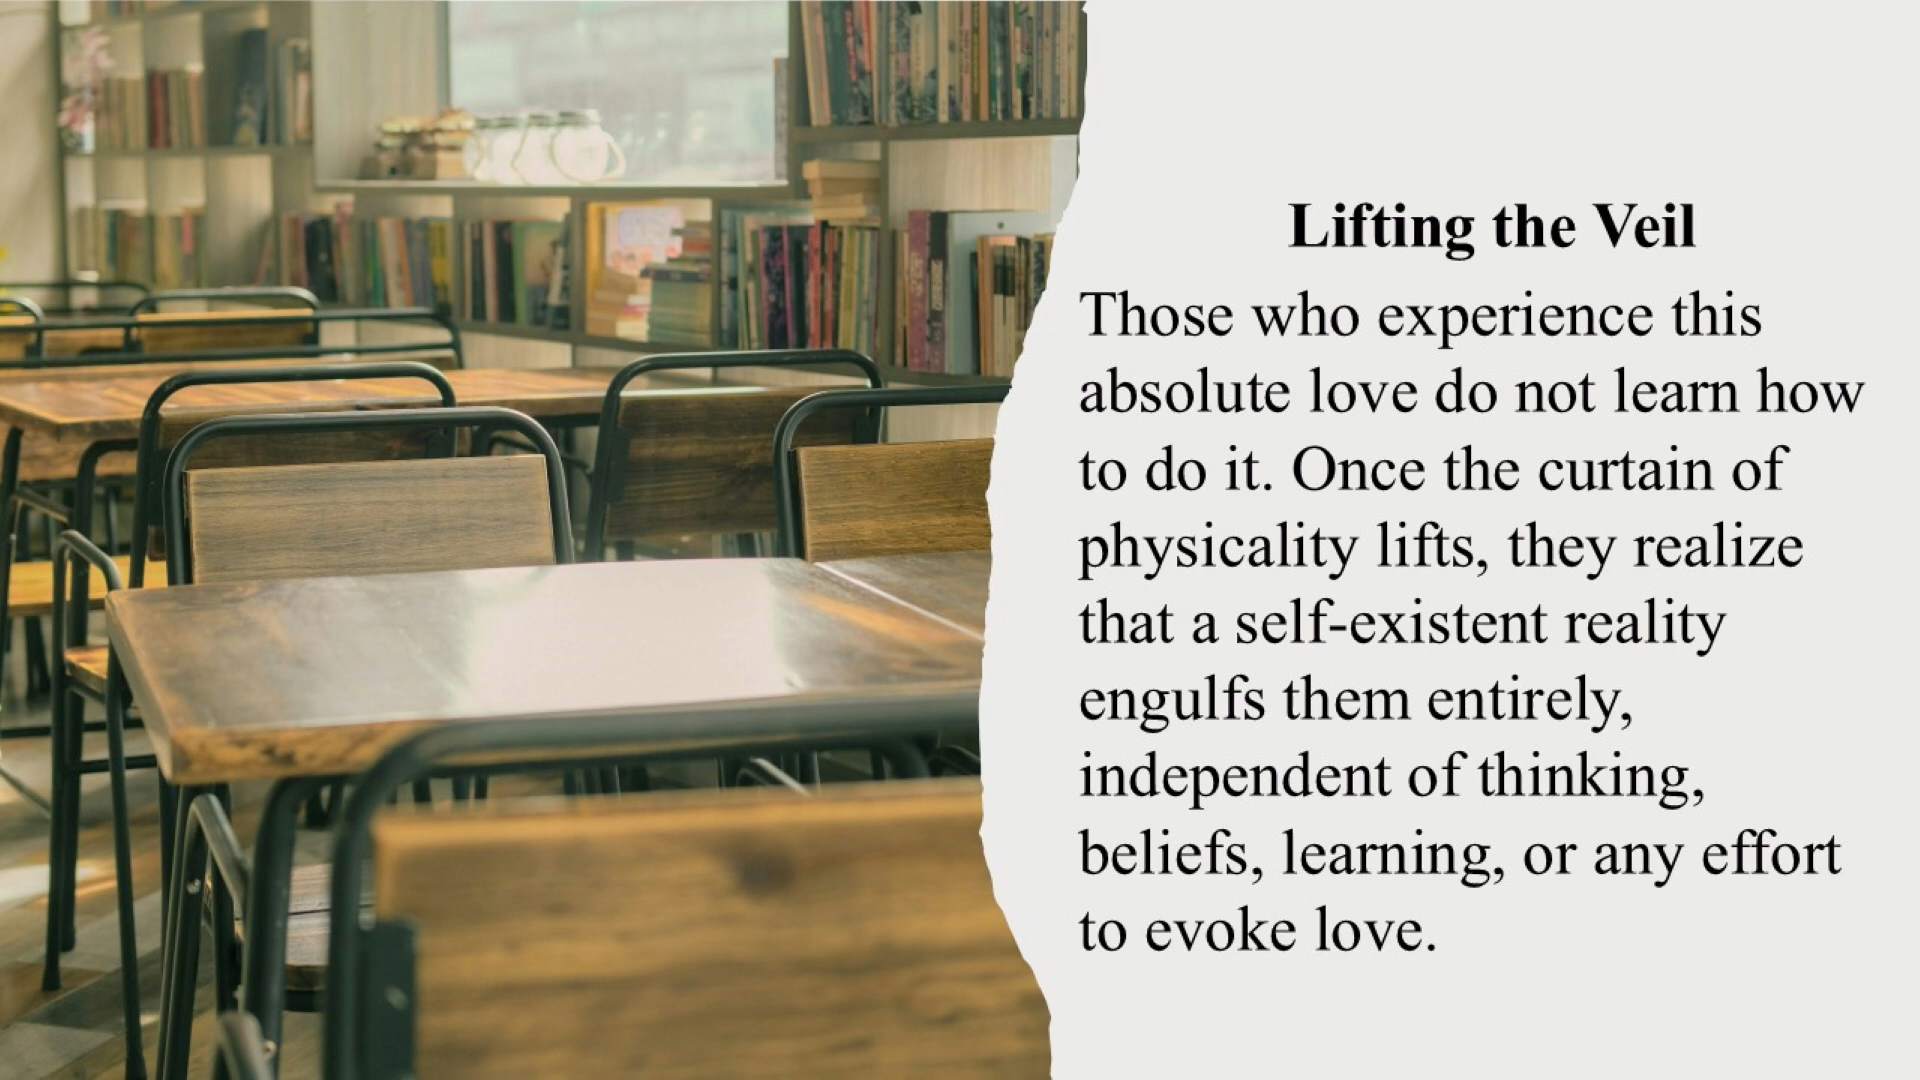 Lifting the Veil
Those who experience this
absolute love do not learn how
to do it. Once the curtain of
physicality lifts, they realize
that a self-existent reality
engulfs them entirely,
independent of thinking,
beliefs, learning, or any effort
to evoke love.